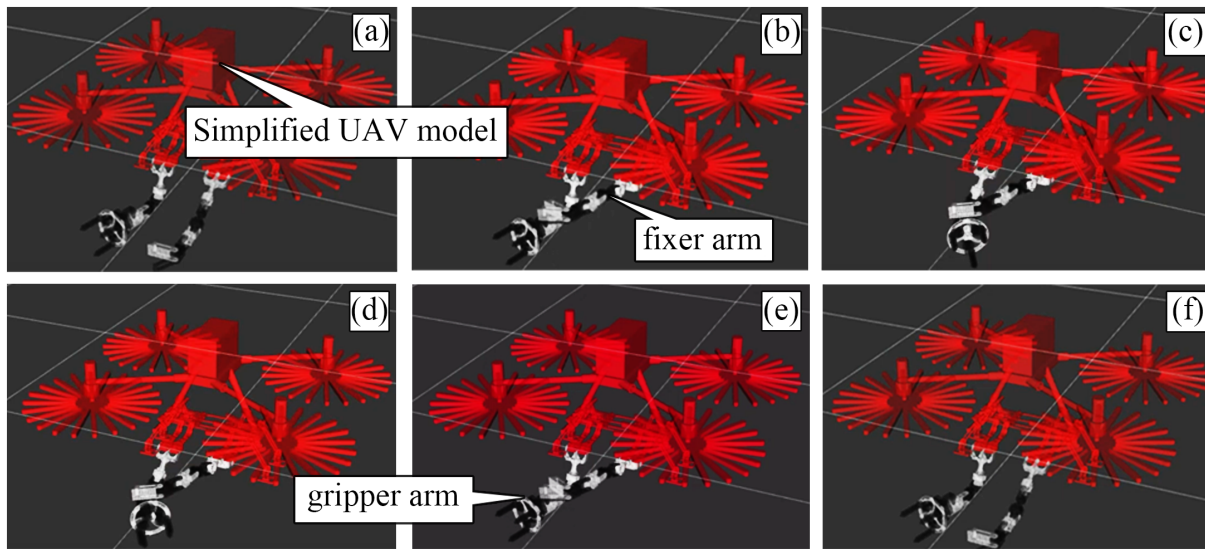 (a)
(b)
(c)
Simplified UAV model
fixer arm
(d)
(e)
(f)
gripper arm